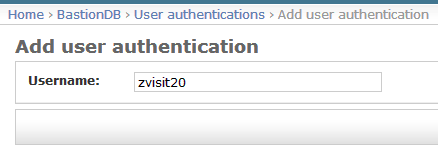 Home › BastionDB › User authentications › Add user authentication
Add user authentication
Username: zvisit20